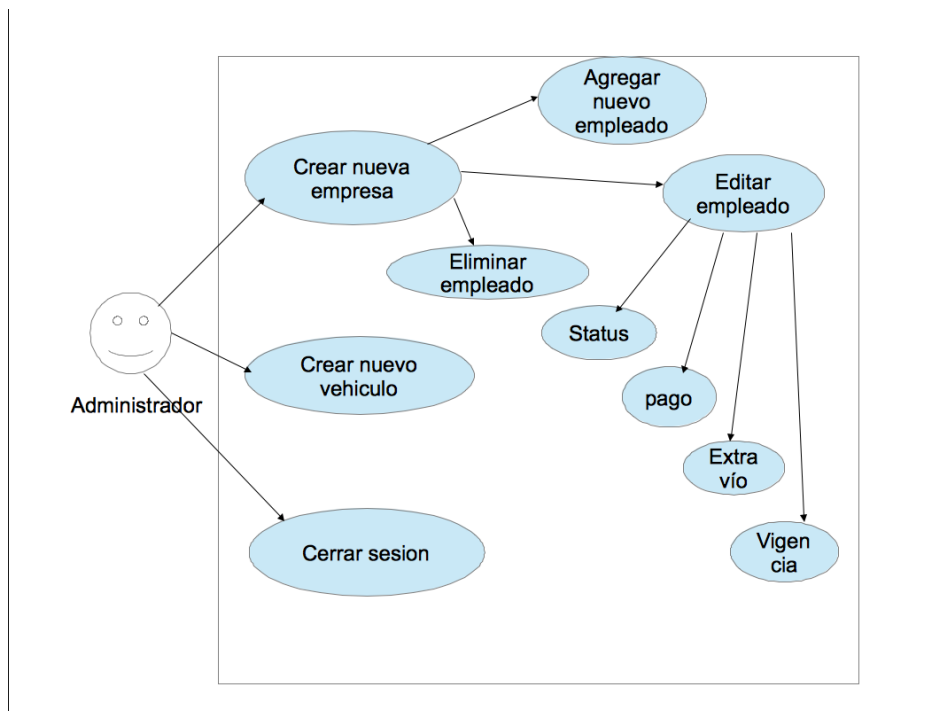 Agregar
nuevo
empleado
Crear nueva
empresa
Editar
empleado
Eliminar
empleado
Status
Crear nuevo
vehiculo
pago
Administrador
Extra
vío
Vigen
cia
Cerrar sesion